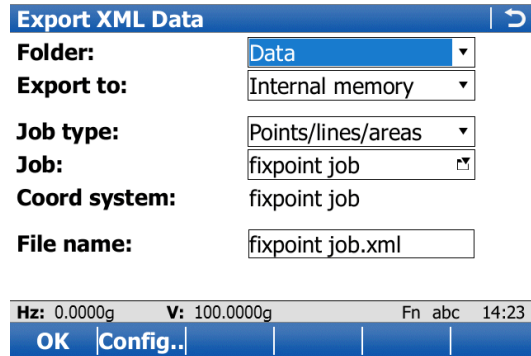 Export XML Data
Folder: Data
Export to: Internal memory
Job type: Points/lines/areas
Job: fixpoint job
Coord system: fixpoint job
File name: fixpoint job.xml
Hz: 0.0000g V: 100.0000g Fn abc 14:23
OK Config..